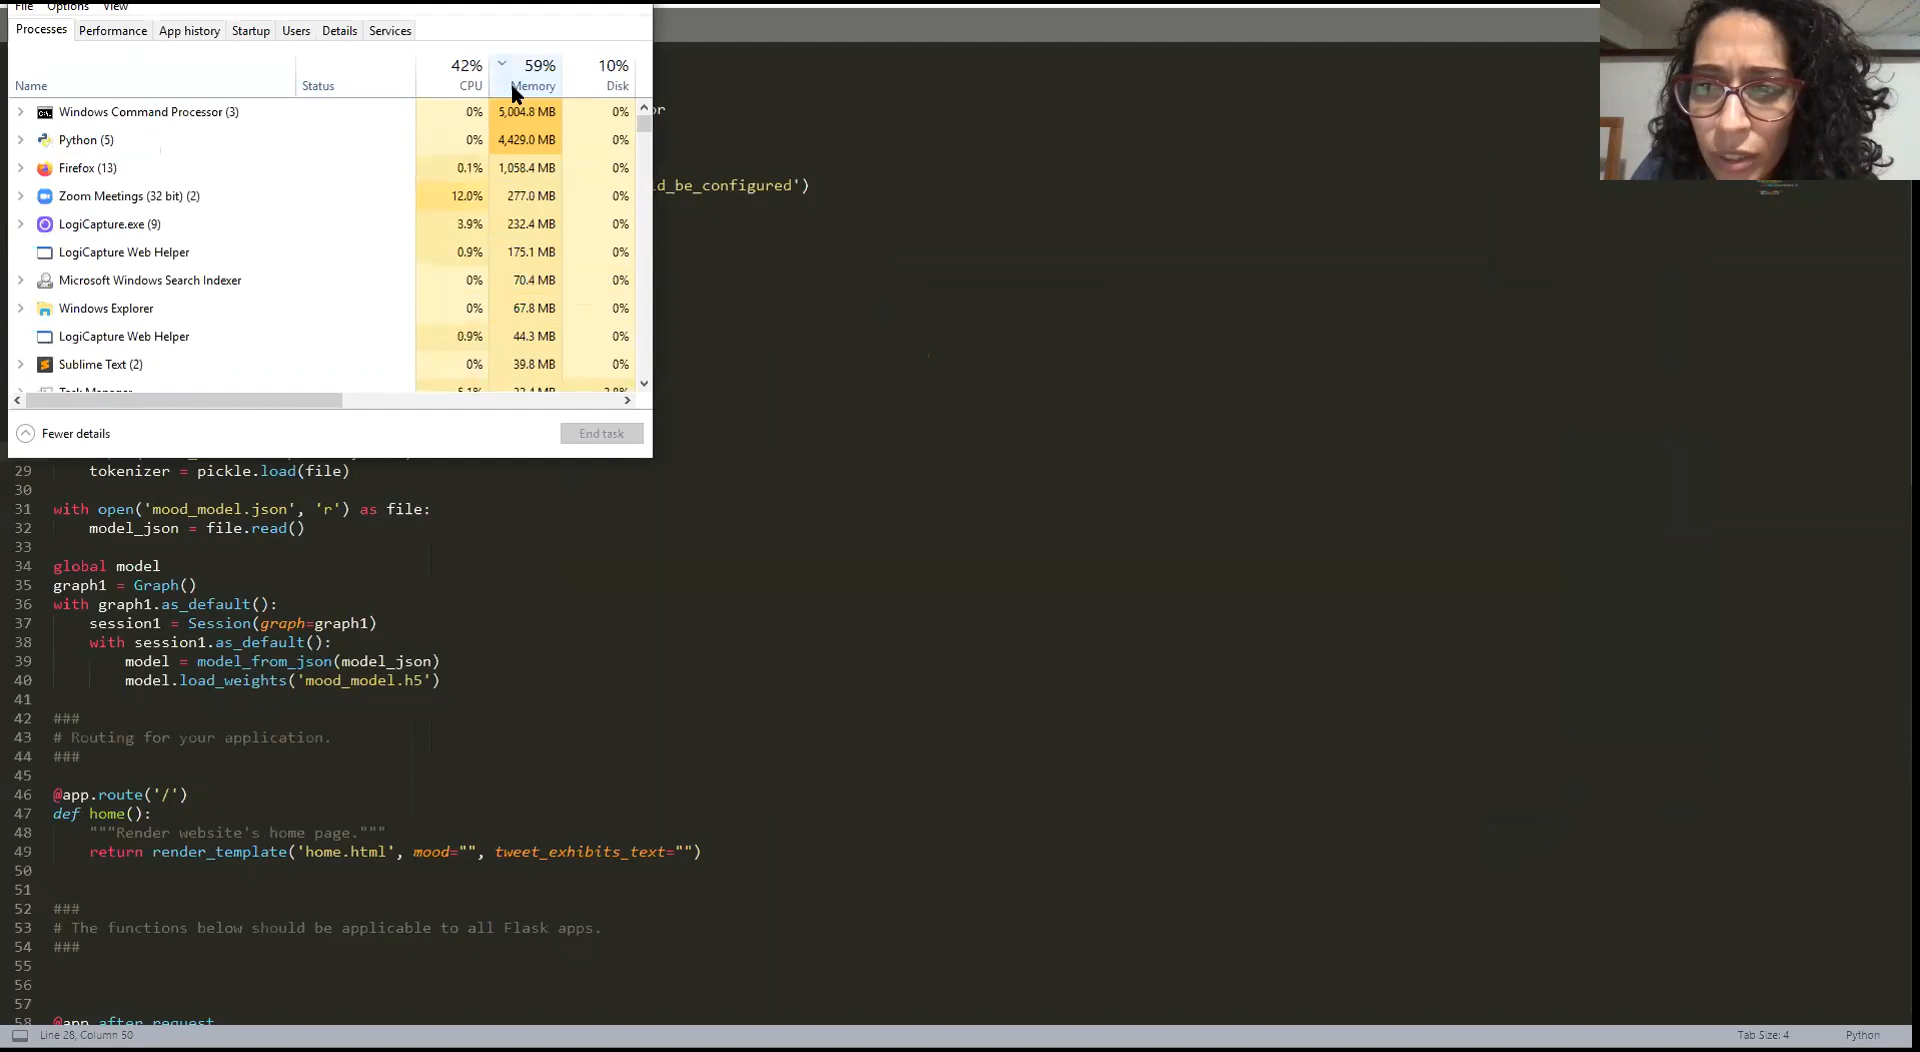 File Options View
Processes Performance App history Startup Users Details Services
42% 59% 10%
Name Status CPU Memory Disk
Windows Command Processor (3) 0% 5,004.8 MB 0%
Python (5) 0% 4,429.0 MB 0%
Firefox (13) 0.1% 1,058.4 MB 0%
Zoom Meetings (32 bit) (2) 12.0% 277.0 MB 0%
LogiCapture.exe (9) 3.9% 232.4 MB 0%
LogiCapture Web Helper 0.9% 175.1 MB 0%
Microsoft Windows Search Indexer 0% 70.4 MB 0%
Windows Explorer 0% 67.8 MB 0%
LogiCapture Web Helper 0.9% 44.3 MB 0%
Sublime Text (2) 0% 39.8 MB 0%
Task Manager
Fewer details End task
or
ld_be_configured')
29 tokenizer = pickle.load(file)
30
31 with open('mood_model.json', 'r') as file:
32 model_json = file.read()
33
34 global model
35 graph1 = Graph()
36 with graph1.as_default():
37 session1 = Session(graph=graph1)
38 with session1.as_default():
39 model = model_from_json(model_json)
40 model.load_weights('mood_model.h5')
41
42 ###
43 # Routing for your application.
44 ###
45
46 @app.route('/')
47 def home():
48 """Render website's home page."""
49 return render_template('home.html', mood="", tweet_exhibits_text="")
50
51
52 ###
53 # The functions below should be applicable to all Flask apps.
54 ###
55
56
57
58 @app.after_request
Line 28, Column 50 Tab Size: 4 Python